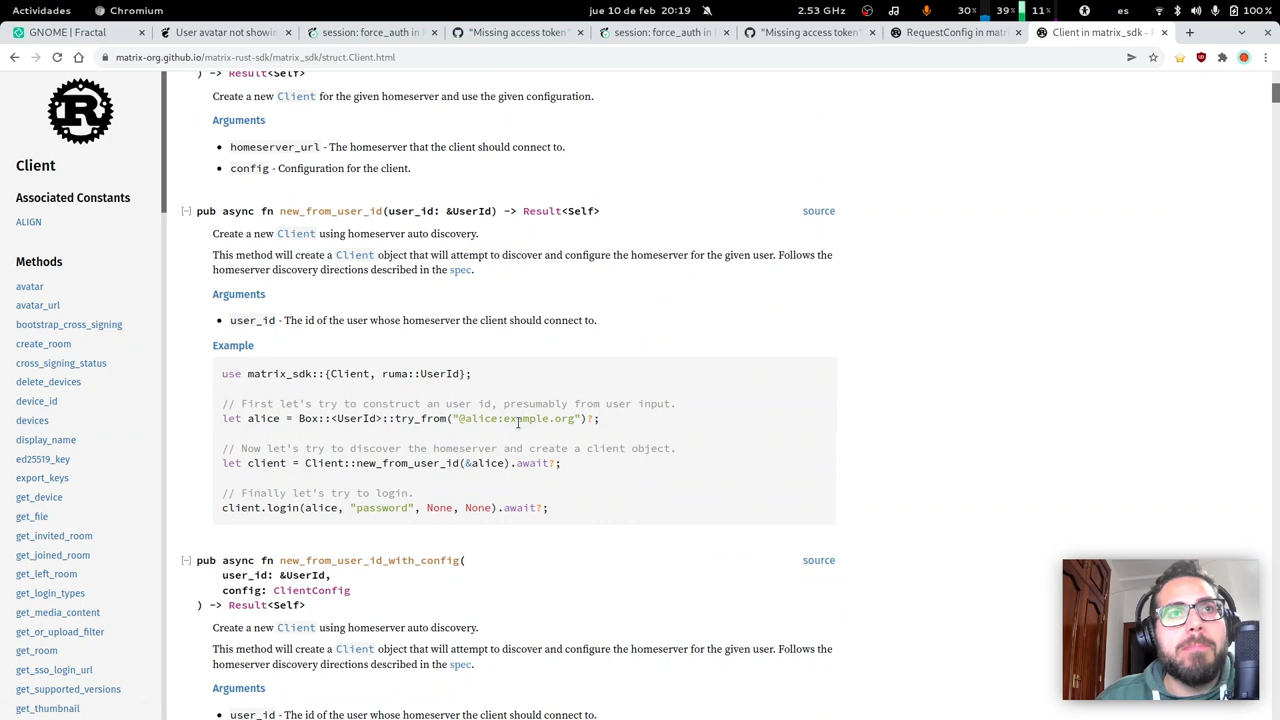 Actividades
Chromium
jue 10 de feb  20:19
2.53 GHz
30%
39%
11%
es
100 %
GNOME | Fractal
User avatar not showin
session: force_auth in
"Missing access token"
session: force_auth in
"Missing access token"
RequestConfig in matri
Client in matrix_sdk - R
matrix-org.github.io/matrix-rust-sdk/matrix_sdk/struct.Client.html
Client
Associated Constants
ALIGN
Methods
avatar
avatar_url
bootstrap_cross_signing
create_room
cross_signing_status
delete_devices
device_id
devices
display_name
ed25519_key
export_keys
get_device
get_file
get_invited_room
get_joined_room
get_left_room
get_login_types
get_media_content
get_or_upload_filter
get_room
get_sso_login_url
get_supported_versions
get_thumbnail
) -> Result<Self>
Create a new Client for the given homeserver and use the given configuration.
Arguments
• homeserver_url - The homeserver that the client should connect to.
• config - Configuration for the client.
[-] pub async fn new_from_user_id(user_id: &UserId) -> Result<Self> source
Create a new Client using homeserver auto discovery.
This method will create a Client object that will attempt to discover and configure the homeserver for the given user. Follows the
homeserver discovery directions described in the spec.
Arguments
• user_id - The id of the user whose homeserver the client should connect to.
Example
use matrix_sdk::{Client, ruma::UserId};
// First let's try to construct an user id, presumably from user input.
let alice = Box::<UserId>::try_from("@alice:example.org")?;
// Now let's try to discover the homeserver and create a client object.
let client = Client::new_from_user_id(&alice).await?;
// Finally let's try to login.
client.login(alice, "password", None, None).await?;
[-] pub async fn new_from_user_id_with_config( source
user_id: &UserId,
config: ClientConfig
) -> Result<Self>
Create a new Client using homeserver auto discovery.
This method will create a Client object that will attempt to discover and configure the homeserver for the given user. Follows the
homeserver discovery directions described in the spec.
Arguments
• user_id - The id of the user whose homeserver the client should connect to.